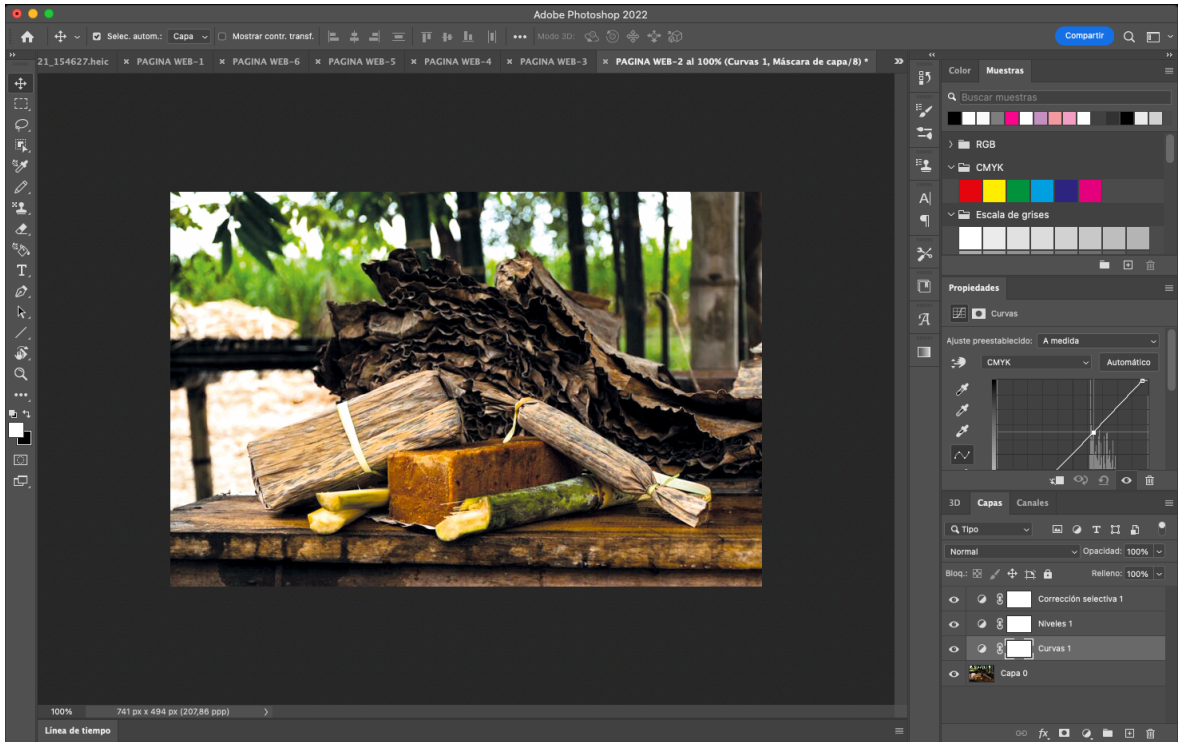 Adobe Photoshop 2022
Selec. autom.: Capa Mostrar contr. transf. Modo 3D: Compartir
21_154627.heic × PAGINA WEB-1 × PAGINA WEB-6 × PAGINA WEB-5 × PAGINA WEB-4 × PAGINA WEB-3 × PAGINA WEB-2 al 100% (Curvas 1, Máscara de capa/8) *
Color Muestras
Buscar muestras
RGB
CMYK
Escala de grises
Propiedades
Curvas
Ajuste preestablecido: A medida
CMYK Automático
3D Capas Canales
Tipo
Normal Opacidad: 100%
Bloq.: Relleno: 100%
Corrección selectiva 1
Niveles 1
Curvas 1
Capa 0
100% 741 px x 494 px (207,86 ppp)
Línea de tiempo